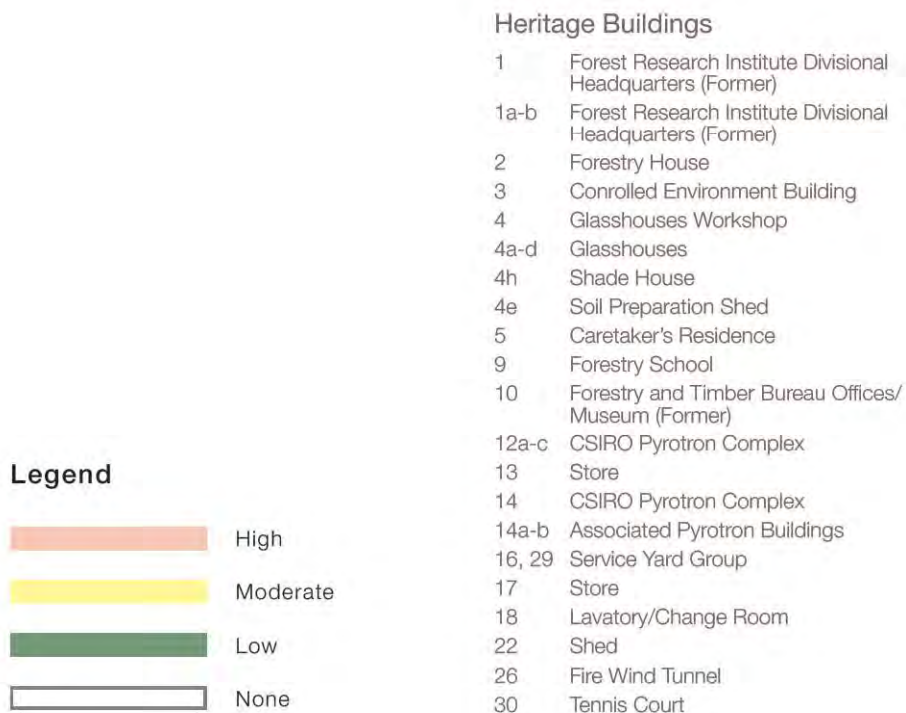 Heritage Buildings
1 Forest Research Institute Divisional
Headquarters (Former)
1a-b Forest Research Institute Divisional
Headquarters (Former)
2 Forestry House
3 Conrolled Environment Building
4 Glasshouses Workshop
4a-d Glasshouses
4h Shade House
4e Soil Preparation Shed
5 Caretaker's Residence
9 Forestry School
10 Forestry and Timber Bureau Offices/
Museum (Former)
12a-c CSIRO Pyrotron Complex
13 Store
14 CSIRO Pyrotron Complex
14a-b Associated Pyrotron Buildings
16, 29 Service Yard Group
17 Store
18 Lavatory/Change Room
22 Shed
26 Fire Wind Tunnel
30 Tennis Court
Legend
High
Moderate
Low
None